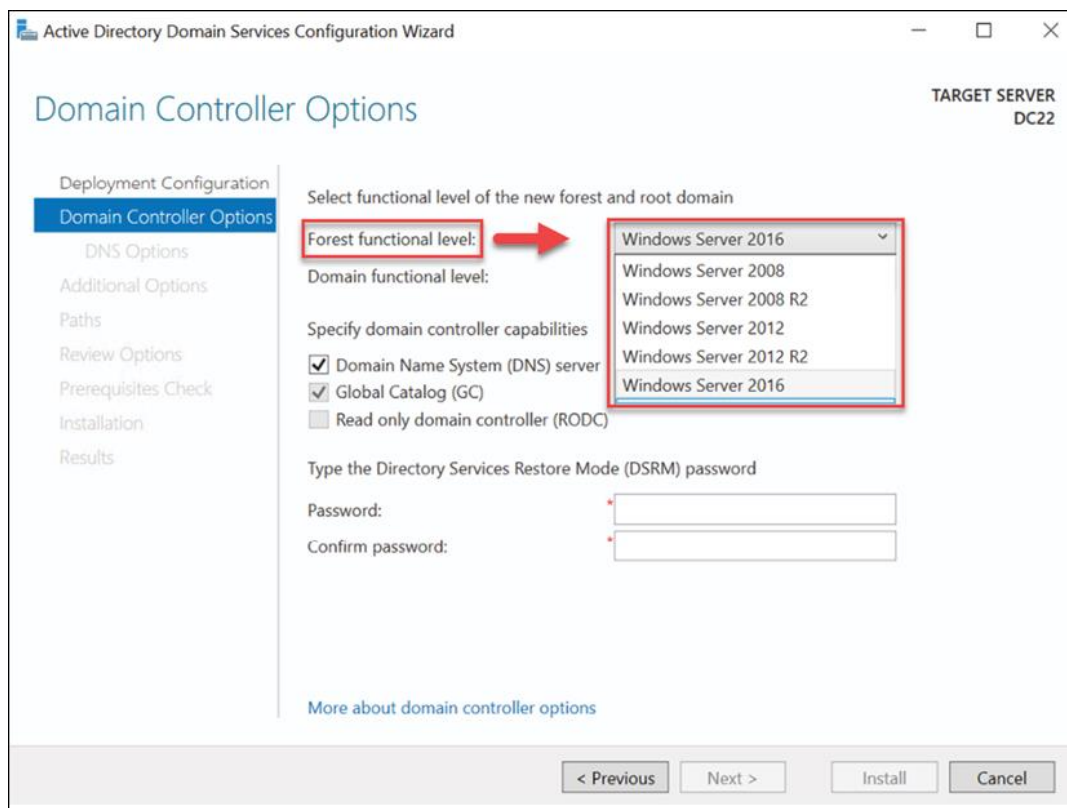 Active Directory Domain Services Configuration Wizard
Domain Controller Options
TARGET SERVER
DC22
Deployment Configuration
Domain Controller Options
DNS Options
Additional Options
Paths
Review Options
Prerequisites Check
Installation
Results
Select functional level of the new forest and root domain
Forest functional level:
Windows Server 2016
Windows Server 2008
Windows Server 2008 R2
Windows Server 2012
Windows Server 2012 R2
Windows Server 2016
Domain functional level:
Specify domain controller capabilities
Domain Name System (DNS) server
Global Catalog (GC)
Read only domain controller (RODC)
Type the Directory Services Restore Mode (DSRM) password
Password: *
Confirm password: *
More about domain controller options
< Previous Next > Install Cancel